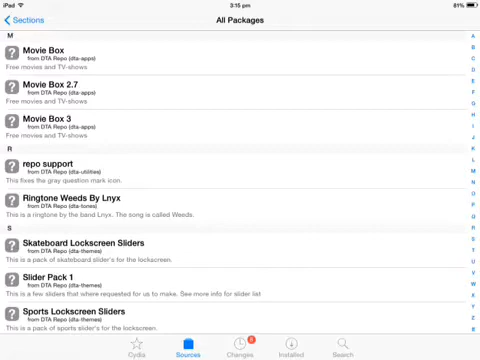 iPad
3:15 pm
81%
Sections
All Packages
M
Movie Box
from DTA Repo (dta-apps)
Free movies and TV-shows
Movie Box 2.7
from DTA Repo (dta-apps)
Free movies and TV-shows
Movie Box 3
from DTA Repo (dta-apps)
Free movies and TV-shows
R
repo support
from DTA Repo (dta-utilities)
This fixes the gray question mark icon.
Ringtone Weeds By Lnyx
from DTA Repo (dta-tones)
This is a ringtone by the band Lnyx. The song is called Weeds.
S
Skateboard Lockscreen Sliders
from DTA Repo (dta-themes)
This is a pack of skateboard slider's for the lockscreen.
Slider Pack 1
from DTA Repo (dta-themes)
This is a few sliders that where requested for us to make. See more info for slider list
Sports Lockscreen Sliders
from DTA Repo (dta-themes)
This is a pack of sports slider's for the lockscreen.
A
B
C
D
E
F
G
H
I
J
K
L
M
N
O
P
Q
R
S
T
U
V
W
X
Y
Z
#
Cydia
Sources
Changes
Installed
Search